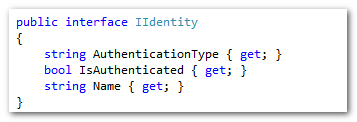 public interface IIdentity
{
    string AuthenticationType { get; }
    bool IsAuthenticated { get; }
    string Name { get; }
}